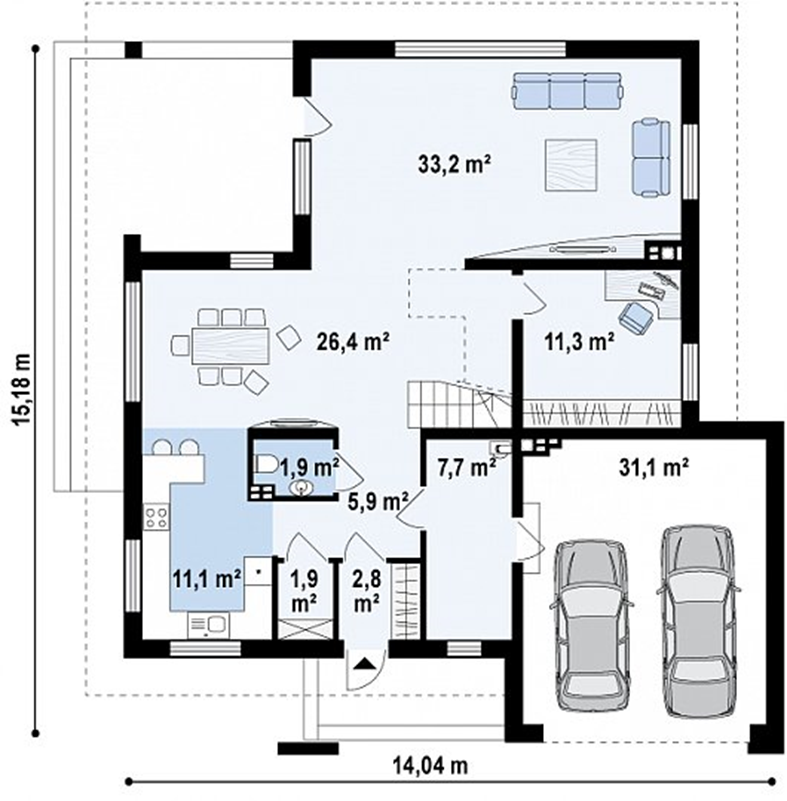 33,2 m²
26,4 m²
11,3 m²
15,18 m
1,9 m²
7,7 m²
31,1 m²
5,9 m²
11,1 m²
1,9
m²
2,8
m²
14,04 m